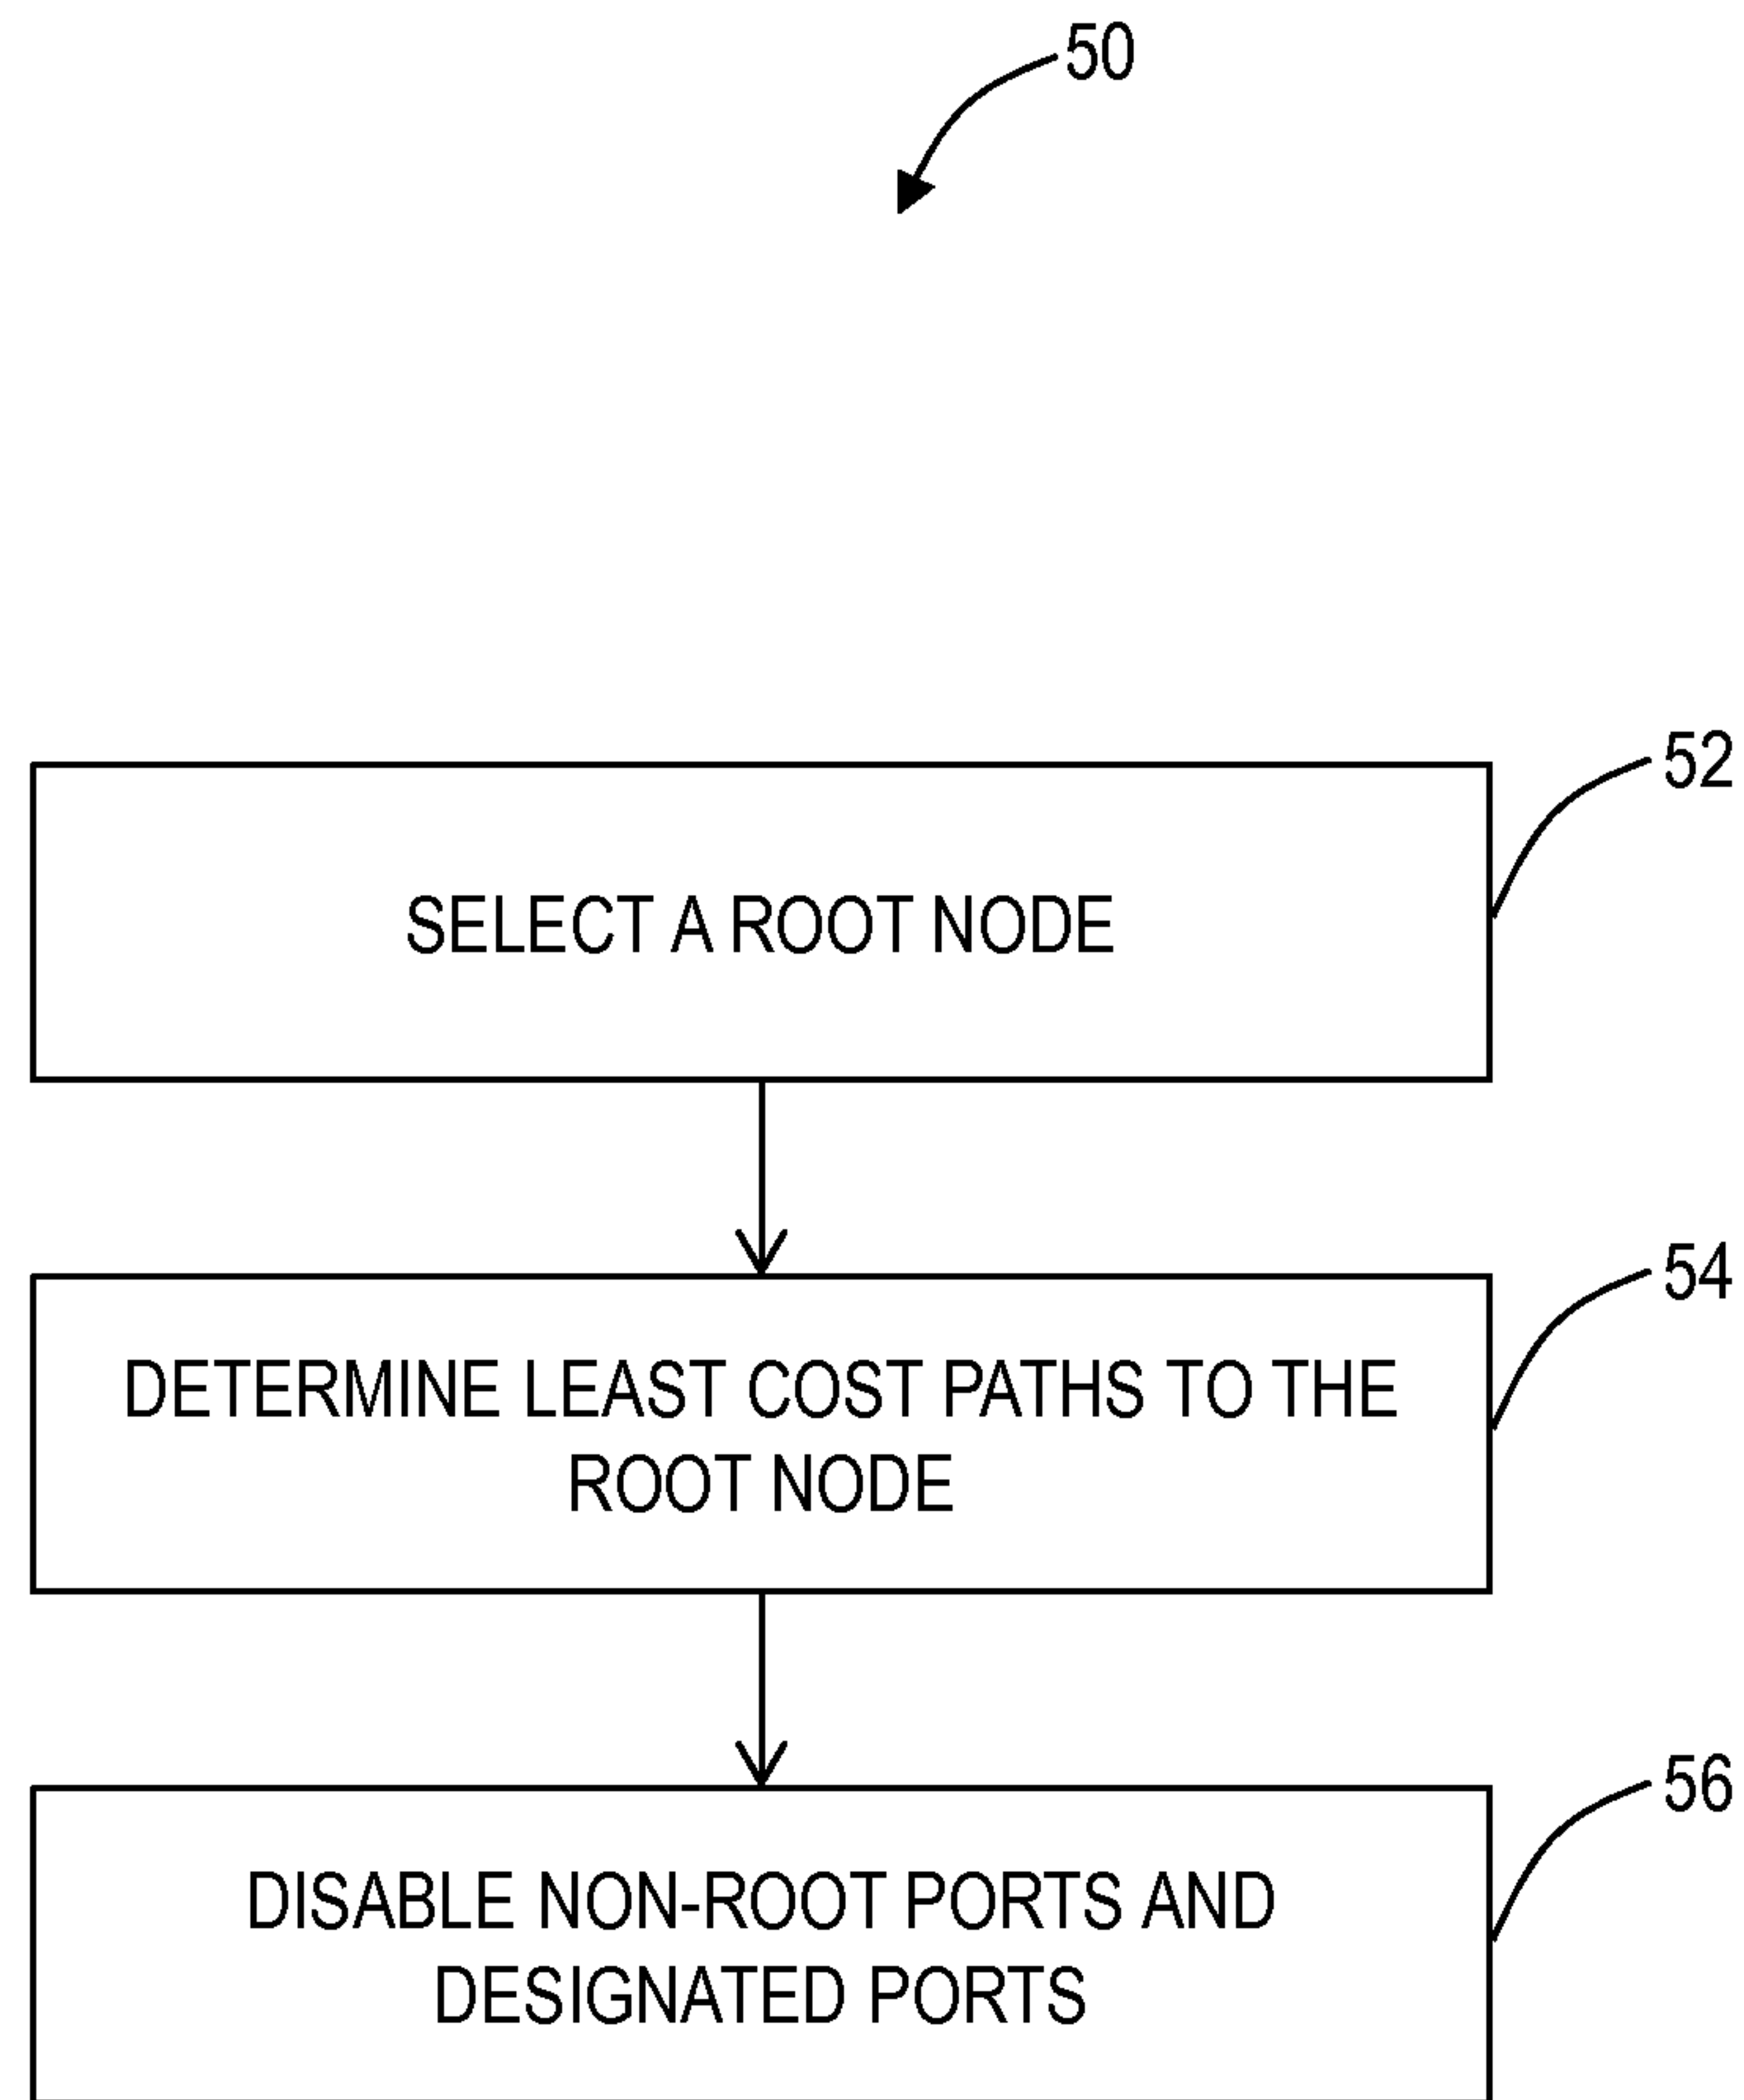 50
52
SELECT A ROOT NODE
54
DETERMINE LEAST COST PATHS TO THE
ROOT NODE
56
DISABLE NON-ROOT PORTS AND
DESIGNATED PORTS